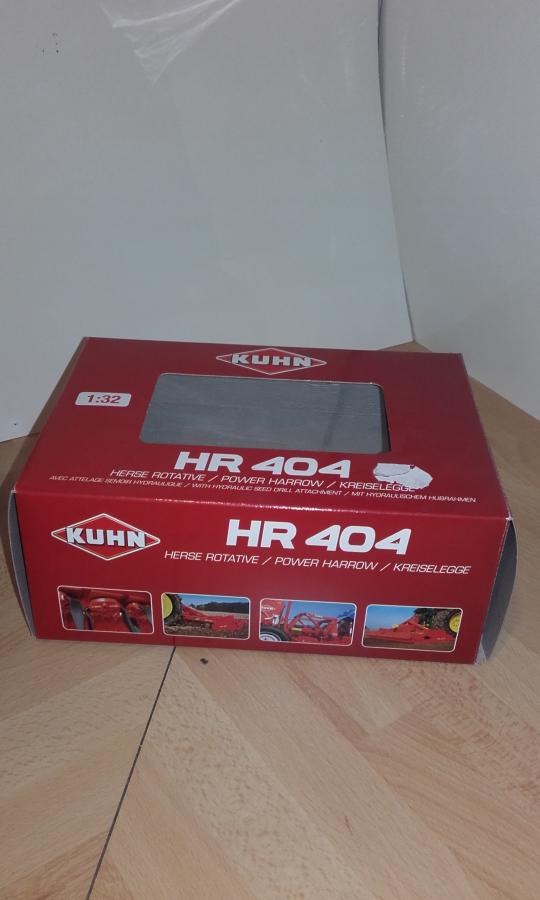 KUHN
1:32
HR 404
HERSE ROTATIVE / POWER HARROW / KREISELEGGE
AVEC ATTELAGE SEMOIR HYDRAULIQUE / WITH HYDRAULIC SEED DRILL ATTACHMENT / MIT HYDRAULISCHEM HUBRAHMEN
KUHN
HR 404
HERSE ROTATIVE / POWER HARROW / KREISELEGGE